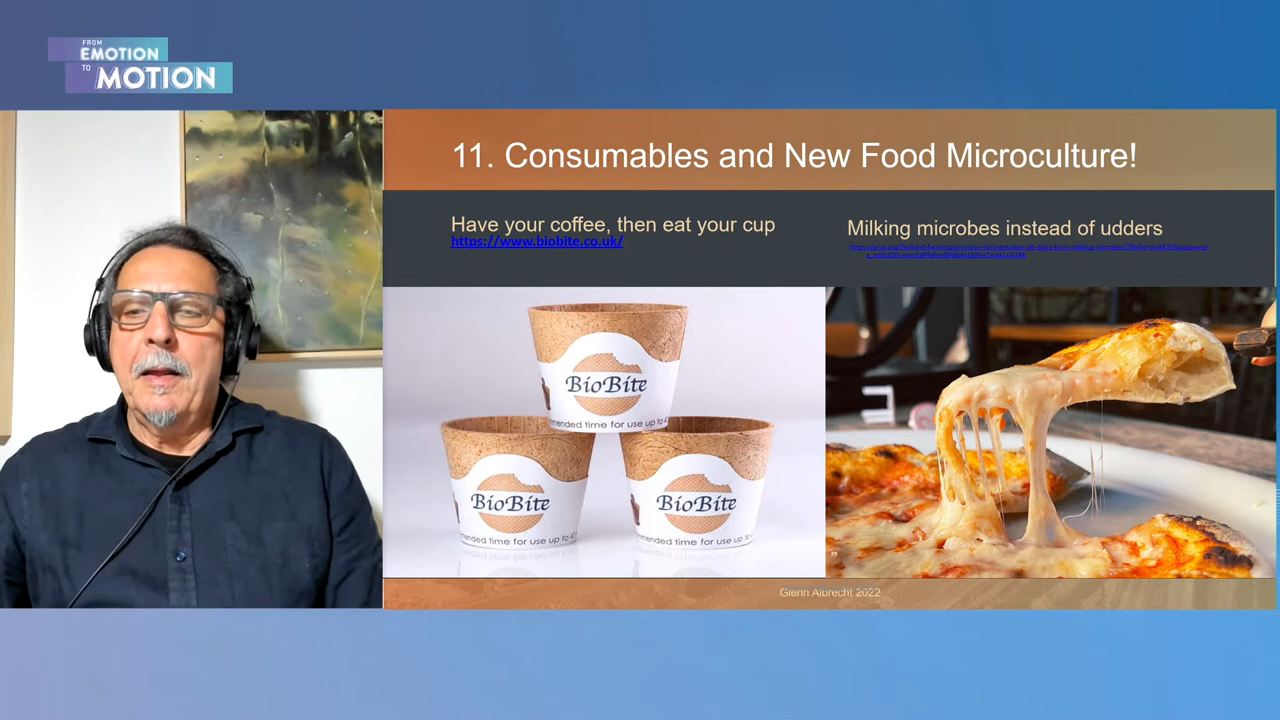 FROM
EMOTION
TO MOTION
11. Consumables and New Food Microculture!
Have your coffee, then eat your cup
https://www.biobite.co.uk/
Milking microbes instead of udders
BioBite
mended time for use up to
BioBite
mended time for use up to
BioBite
mended time for use up to
Glenn Albrecht 2022